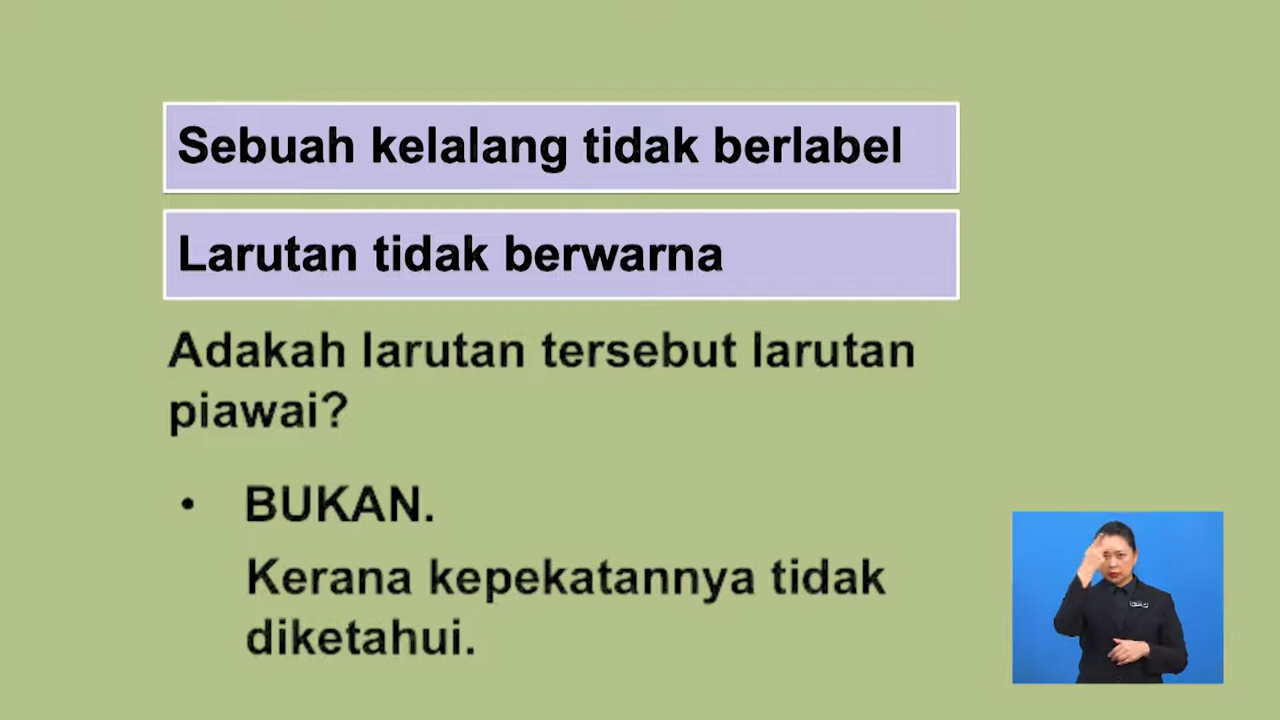 Sebuah kelalang tidak berlabel
Larutan tidak berwarna
Adakah larutan tersebut larutan
piawai?
• BUKAN.
Kerana kepekatannya tidak
diketahui.